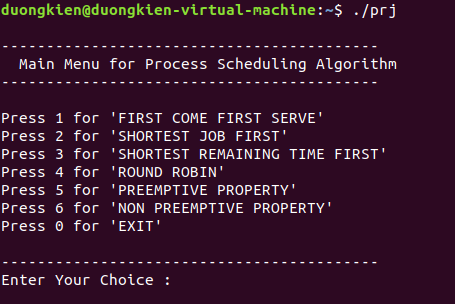 duongkien@duongkien-virtual-machine:~$ ./prj
------------------------------------------
Main Menu for Process Scheduling Algorithm
------------------------------------------
Press 1 for 'FIRST COME FIRST SERVE'
Press 2 for 'SHORTEST JOB FIRST'
Press 3 for 'SHORTEST REMAINING TIME FIRST'
Press 4 for 'ROUND ROBIN'
Press 5 for 'PREEMPTIVE PROPERTY'
Press 6 for 'NON PREEMPTIVE PROPERTY'
Press 0 for 'EXIT'
------------------------------------------
Enter Your Choice :